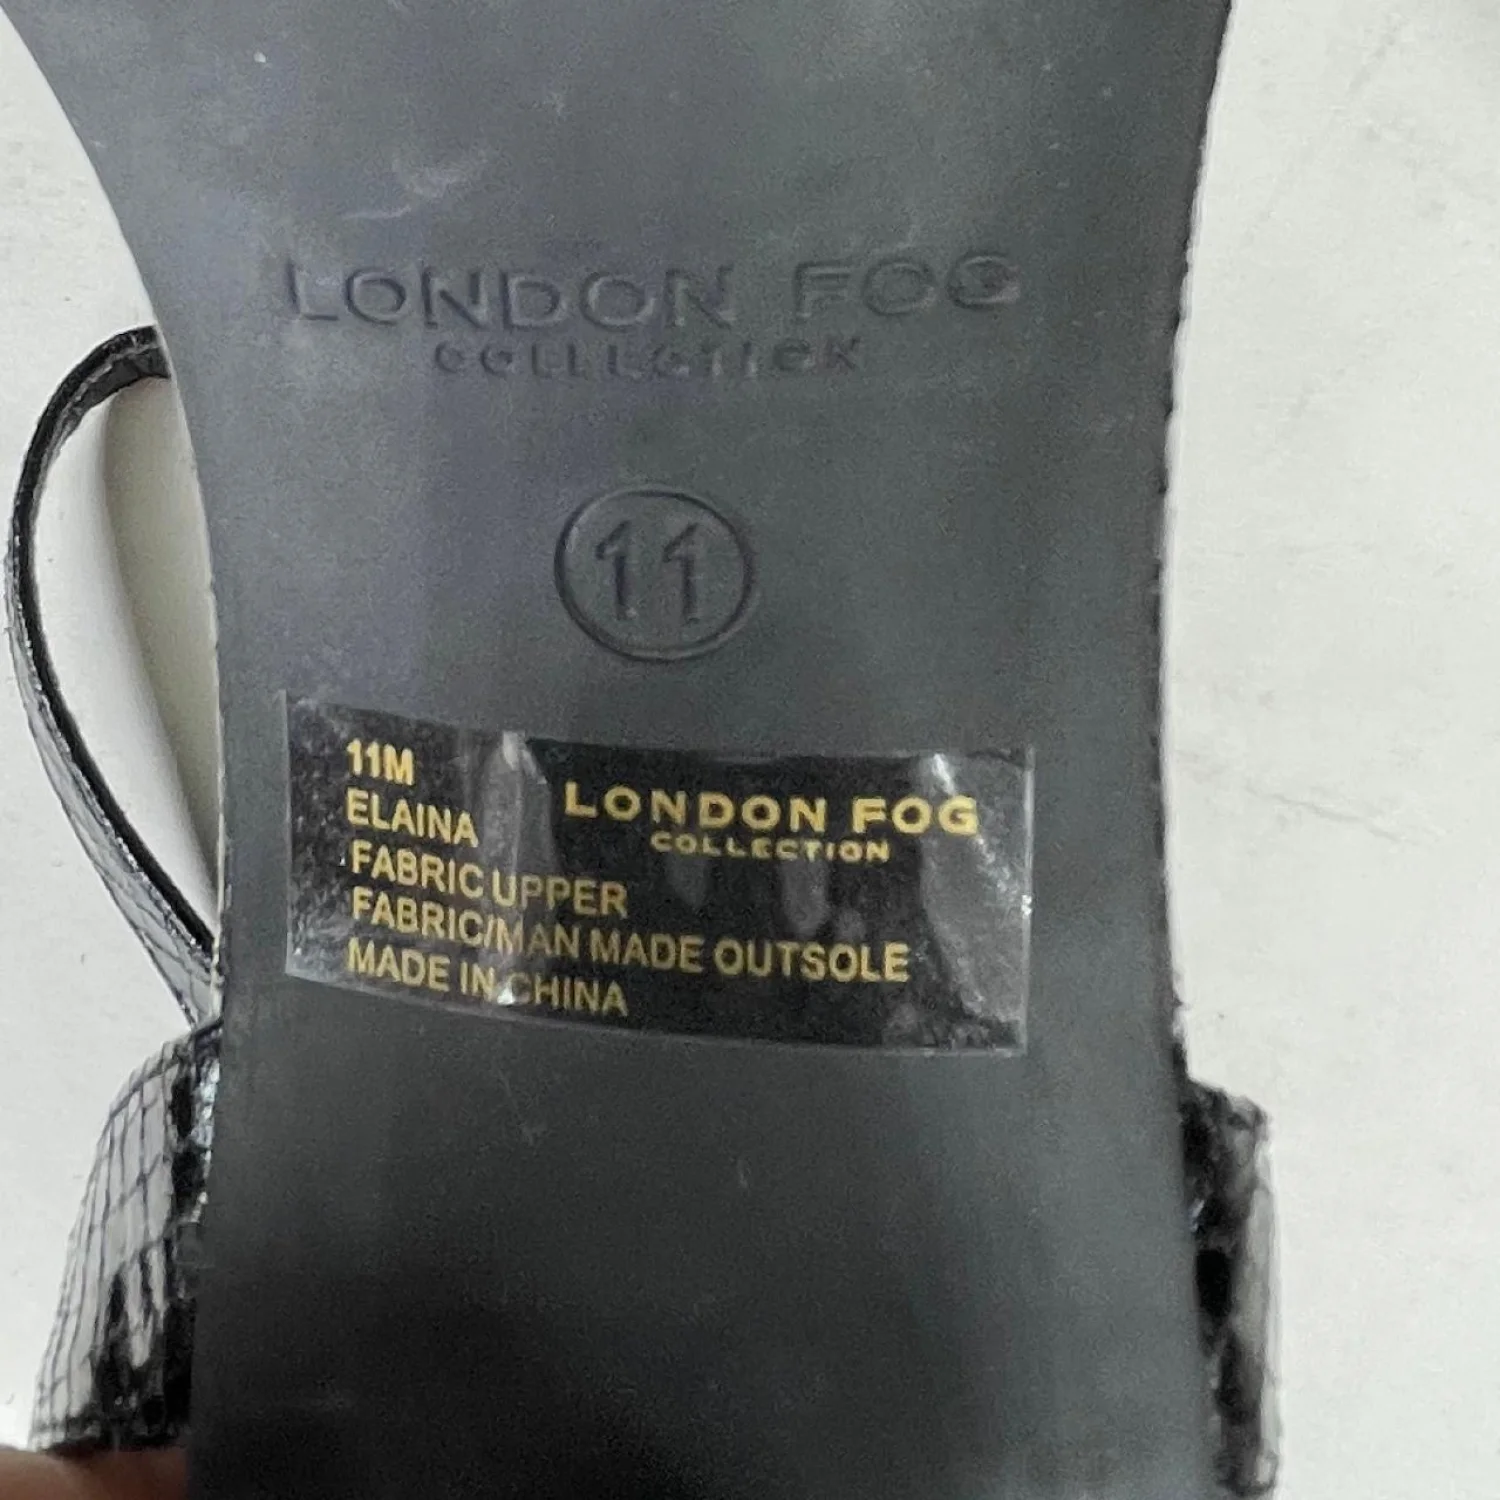 LONDON FOG
COLLECTION
11
11M
ELAINA
FABRIC UPPER
FABRIC/MAN MADE OUTSOLE
MADE IN CHINA
LONDON FOG
COLLECTION